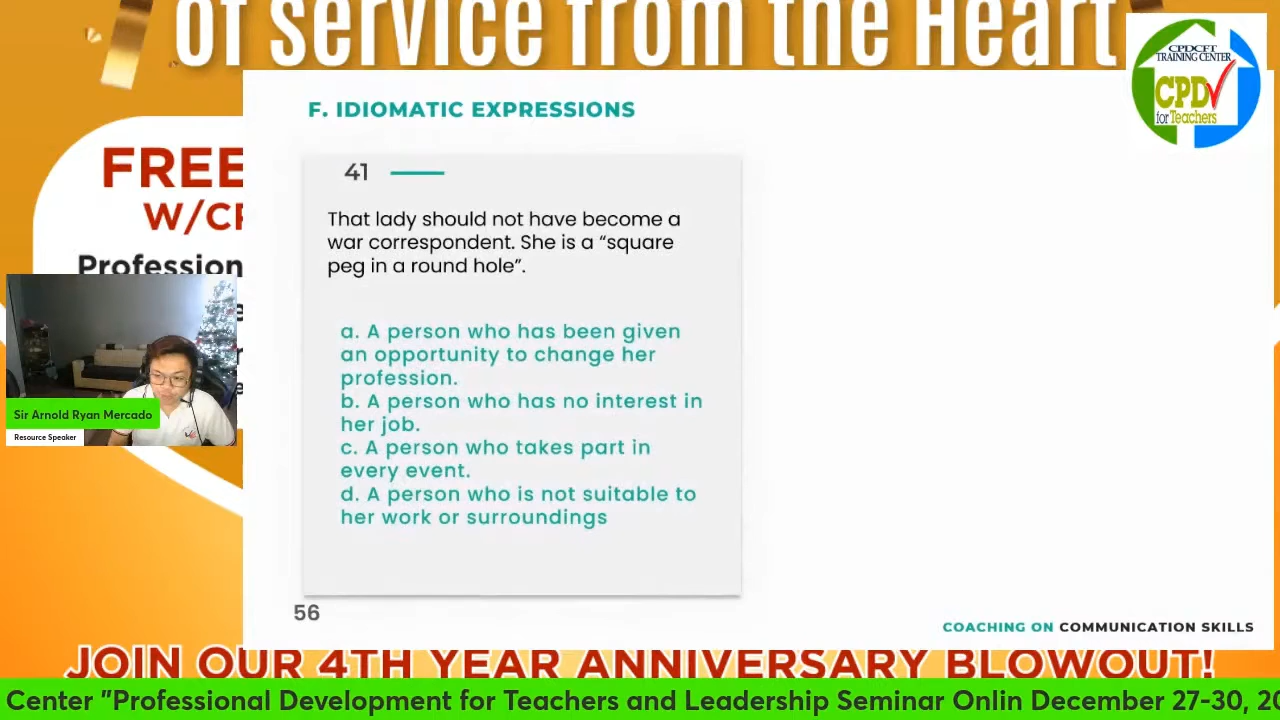 of service from the Heart
CPDCFT
TRAINING CENTER
CPD
for Teachers
F. IDIOMATIC EXPRESSIONS
41
That lady should not have become a
war correspondent. She is a “square
peg in a round hole”.
a. A person who has been given
an opportunity to change her
profession.
b. A person who has no interest in
her job.
c. A person who takes part in
every event.
d. A person who is not suitable to
her work or surroundings
56
COACHING ON COMMUNICATION SKILLS
FREE
W/CP
Profession
Sir Arnold Ryan Mercado
Resource Speaker
JOIN OUR 4TH YEAR ANNIVERSARY BLOWOUT!
Center "Professional Development for Teachers and Leadership Seminar Onlin December 27-30, 20